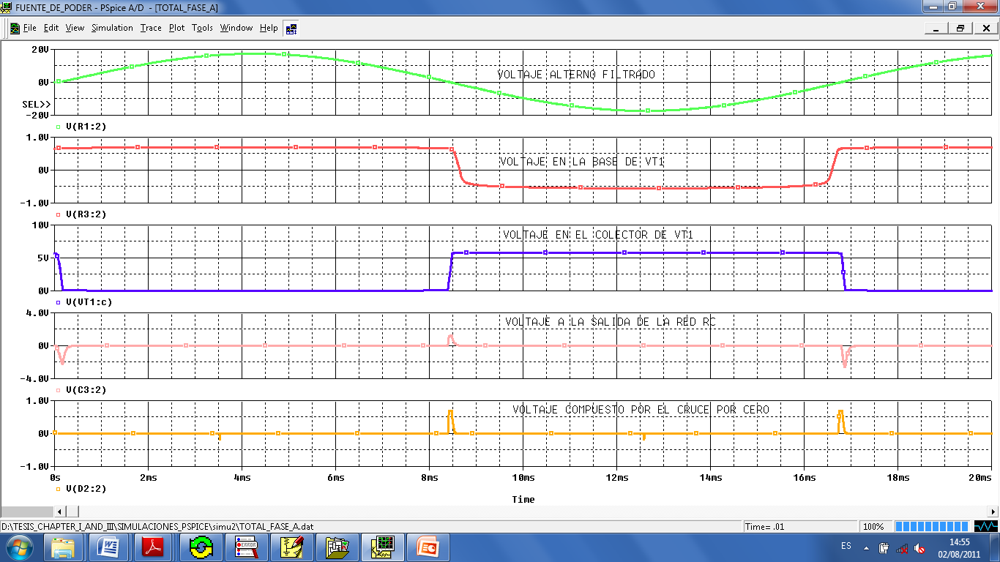 FUENTE_DE_PODER - PSpice A/D - [TOTAL_FASE_A]
File Edit View Simulation Trace Plot Tools Window Help
20V
VOLTAJE ALTERNO FILTRADO
0V
SEL>>
-20V
V(R1:2)
1.0V
VOLTAJE EN LA BASE DE VT1
0V
-1.0V
V(R3:2)
10V
VOLTAJE EN EL COLECTOR DE VT1
5V
0V
V(VT1:c)
4.0V
VOLTAJE A LA SALIDA DE LA RED RC
0V
-4.0V
V(C3:2)
1.0V
VOLTAJE COMPUESTO POR EL CRUCE POR CERO
0V
-1.0V
0s 2ms 4ms 6ms 8ms 10ms 12ms 14ms 16ms 18ms 20ms
V(D2:2)
Time
D:\TESIS_CHAPTER_I_AND_III\SIMULACIONES_PSPICE\simu2\TOTAL_FASE_A.dat Time= .01 100%
ERROR
ES 14:55
02/08/2011